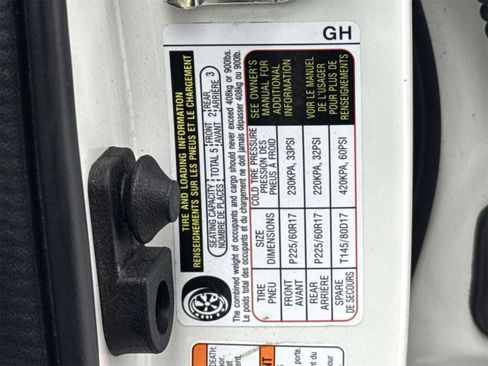 GH
TIRE AND LOADING INFORMATION
RENSEIGNEMENTS SUR LES PNEUS ET LE CHARGEMENT
SEATING CAPACITY
NOMBRE DE PLACES
TOTAL 5
FRONT
AVANT 2
REAR
ARRIÈRE 3
The combined weight of occupants and cargo should never exceed 408kg or 900lbs.
Le poids total des occupants et du chargement ne doit jamais dépasser 408kg ou 900lb.
TIRE
PNEU
SIZE
DIMENSIONS
COLD TIRE PRESSURE
PRESSION DES
PNEUS A FROID
SEE OWNER'S
MANUAL FOR
ADDITIONAL
INFORMATION
FRONT
AVANT
P225/60R17
230KPA, 33PSI
REAR
ARRIÈRE
P225/60R17
220KPA, 32PSI
SPARE
DE SECOURS
T145/80D17
420KPA, 60PSI
VOIR LE MANUEL
DE L'USAGER
POUR PLUS DE
RENSEIGNEMENTS
DEATH: